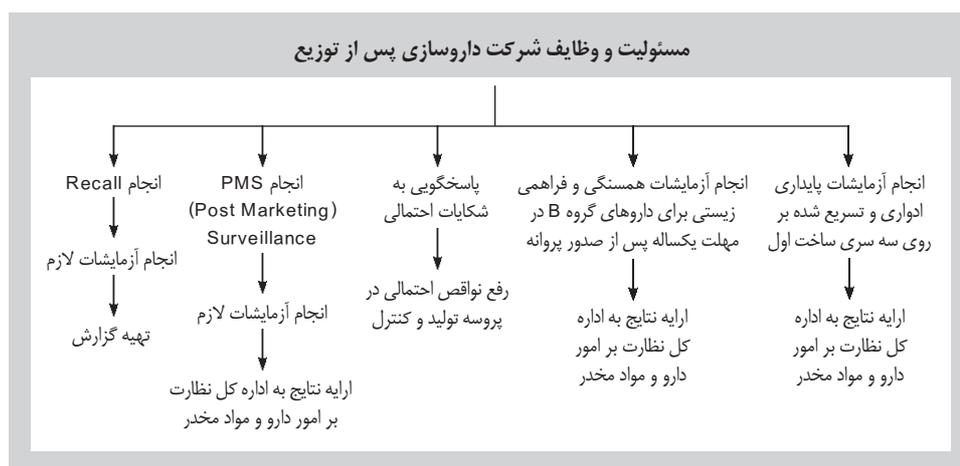 مسئولیت و وظایف شرکت داروسازی پس از توزیع
انجام آزمایشات پایداری
ادواری و تسریع شده بر
روی سه سری ساخت اول
ارایه نتایج به اداره
کل نظارت بر امور
دارو و مواد مخدر
انجام آزمایشات همسنگی و فراهمی
زیستی برای داروهای گروه B در
مهلت یکساله پس از صدور پروانه
ارایه نتایج به اداره
کل نظارت بر امور
دارو و مواد مخدر
پاسخگویی به
شکایات احتمالی
رفع نواقص احتمالی در
پروسه تولید و کنترل
انجام PMS
(Post Marketing)
Surveillance
انجام آزمایشات لازم
ارایه نتایج به اداره کل نظارت
بر امور دارو و مواد مخدر
انجام Recall
انجام آزمایشات لازم
تهیه گزارش